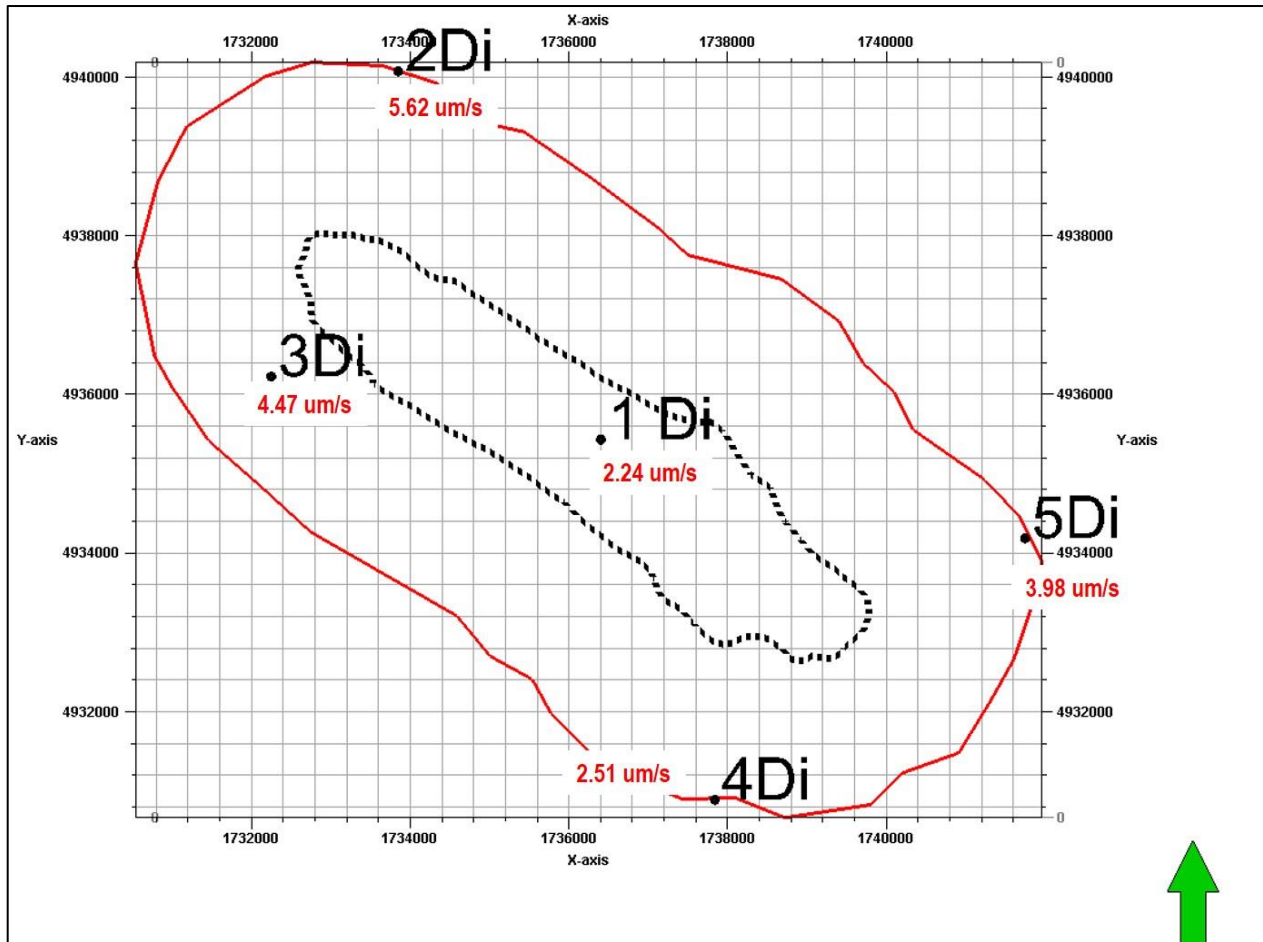 X-axis
1732000 1734000 1736000 1738000 1740000
0 0
2Di
4940000 4940000
5.62 um/s
4938000 4938000
3Di
4936000 4936000
4.47 um/s
1 Di
Y-axis Y-axis
2.24 um/s
5Di
4934000 4934000
3.98 um/s
4932000 4932000
2.51 um/s
4Di
0 0
1732000 1734000 1736000 1738000 1740000
X-axis